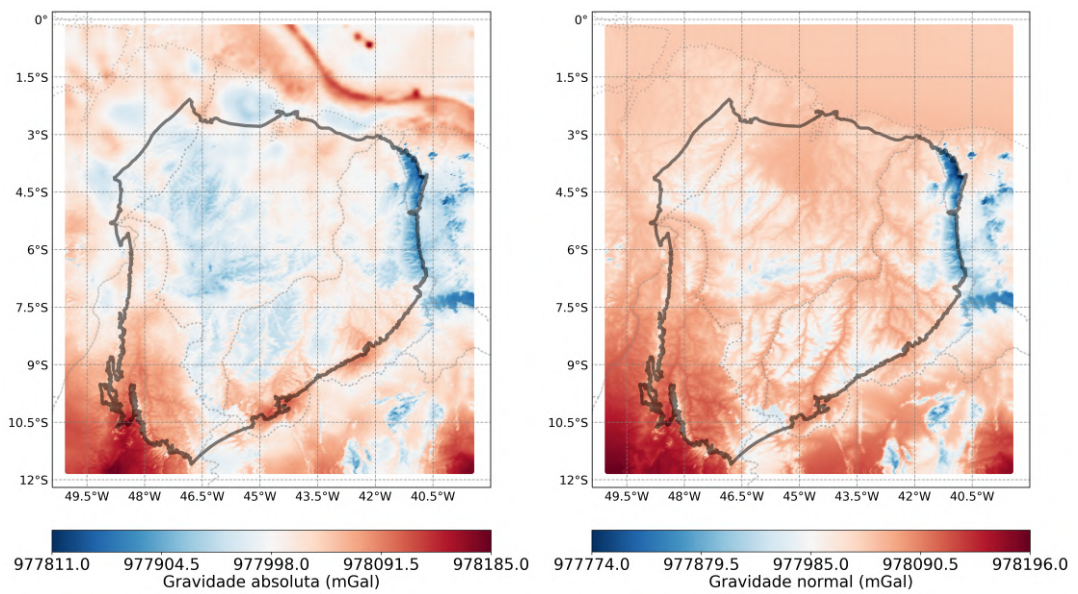 0°
1.5°S
3°S
4.5°S
6°S
7.5°S
9°S
10.5°S
12°S
49.5°W 48°W 46.5°W 45°W 43.5°W 42°W 40.5°W
977811.0 977904.5 977998.0 978091.5 978185.0
Gravidade absoluta (mGal)
0°
1.5°S
3°S
4.5°S
6°S
7.5°S
9°S
10.5°S
12°S
49.5°W 48°W 46.5°W 45°W 43.5°W 42°W 40.5°W
977774.0 977879.5 977985.0 978090.5 978196.0
Gravidade normal (mGal)